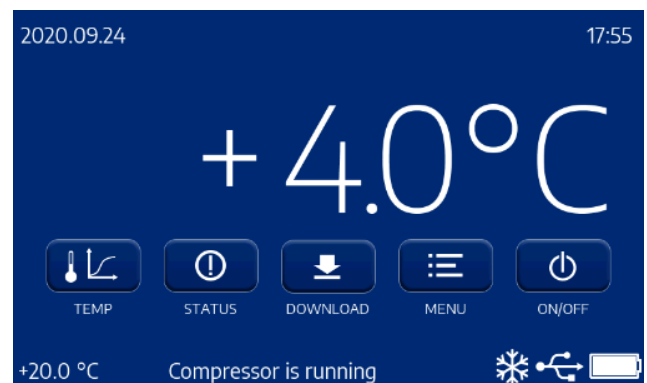 2020.09.24 17:55
+4.0°C
TEMP STATUS DOWNLOAD MENU ON/OFF
+20.0 °C Compressor is running